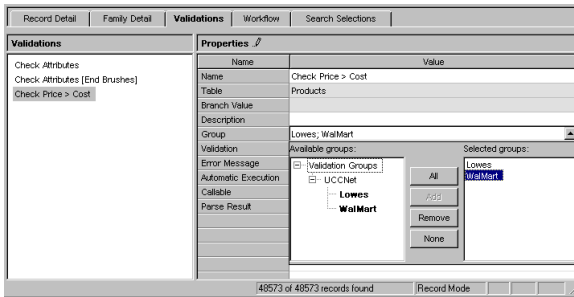 Record Detail Family Detail Validations Workflow Search Selections
Validations
Check Attributes
Check Attributes [End Brushes]
Check Price > Cost
Properties
Name Value
Name Check Price > Cost
Table Products
Branch Value
Description
Group Lowes; WalMart
Validation
Error Message
Automatic Execution
Callable
Parse Result
Available groups:
Validation Groups
UCCNet
Lowes
WalMart
All
Add
Remove
None
Selected groups:
Lowes
WalMart
48573 of 48573 records found Record Mode